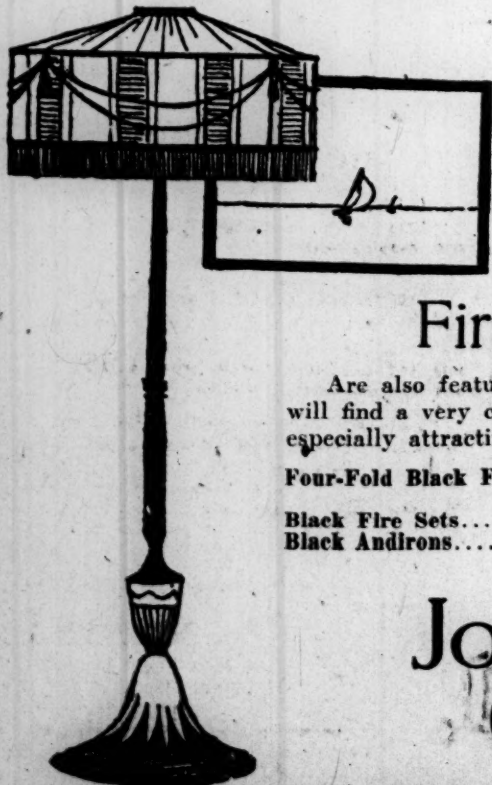 Fir
Are also featu
will find a very c
especially attracti
Four-Fold Black F
Black Fire Sets...
Black Andirons....
Jo